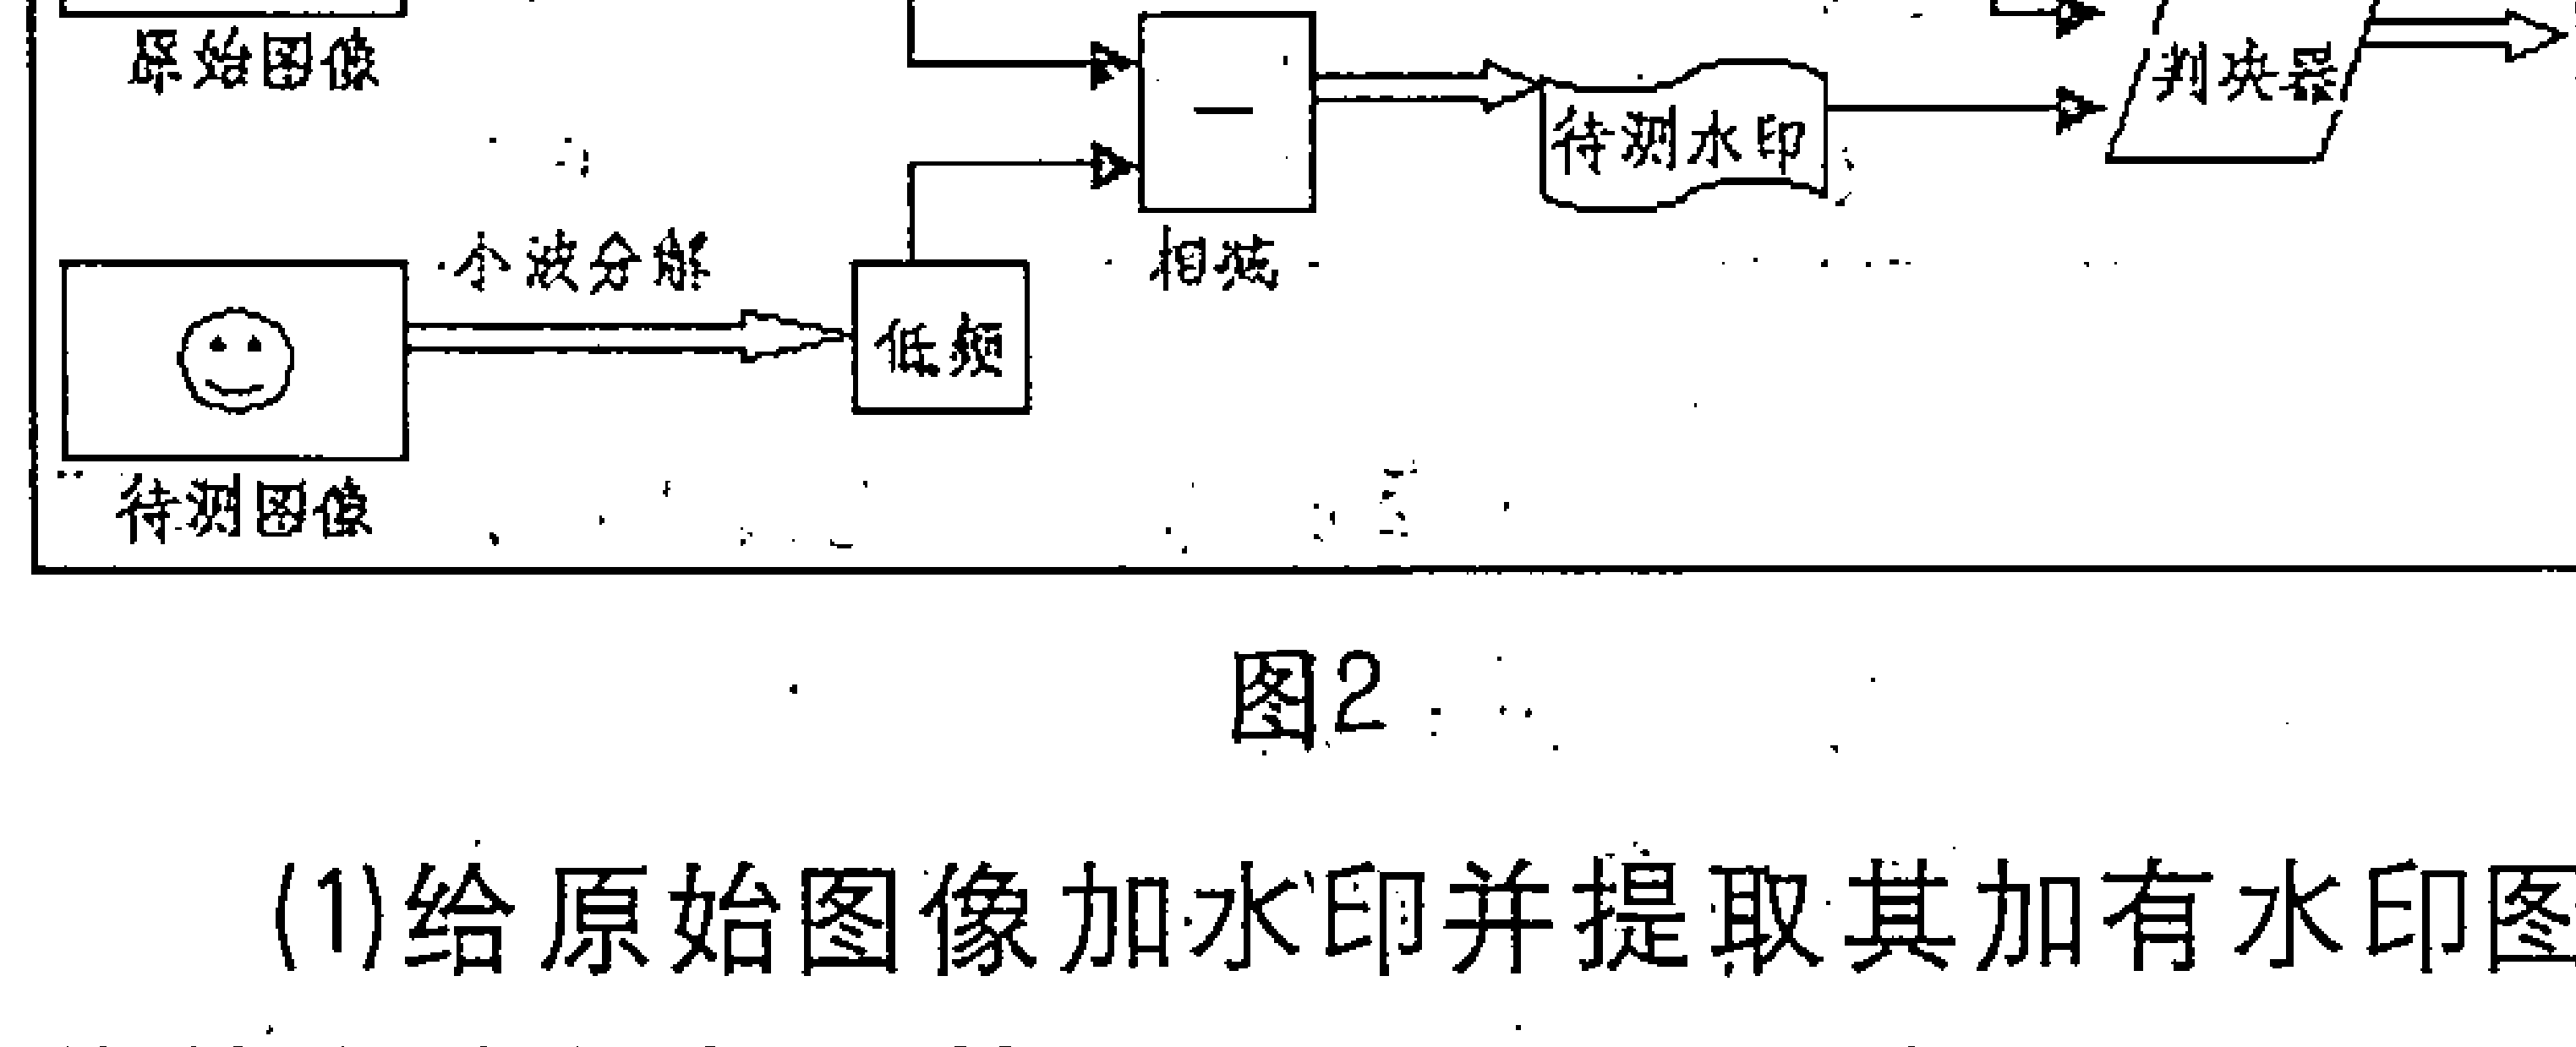 原始图像
判决器
待测水印
小波分解
相减
低频
待测图像
图2
(1)给原始图像加水印并提取其加有水印图